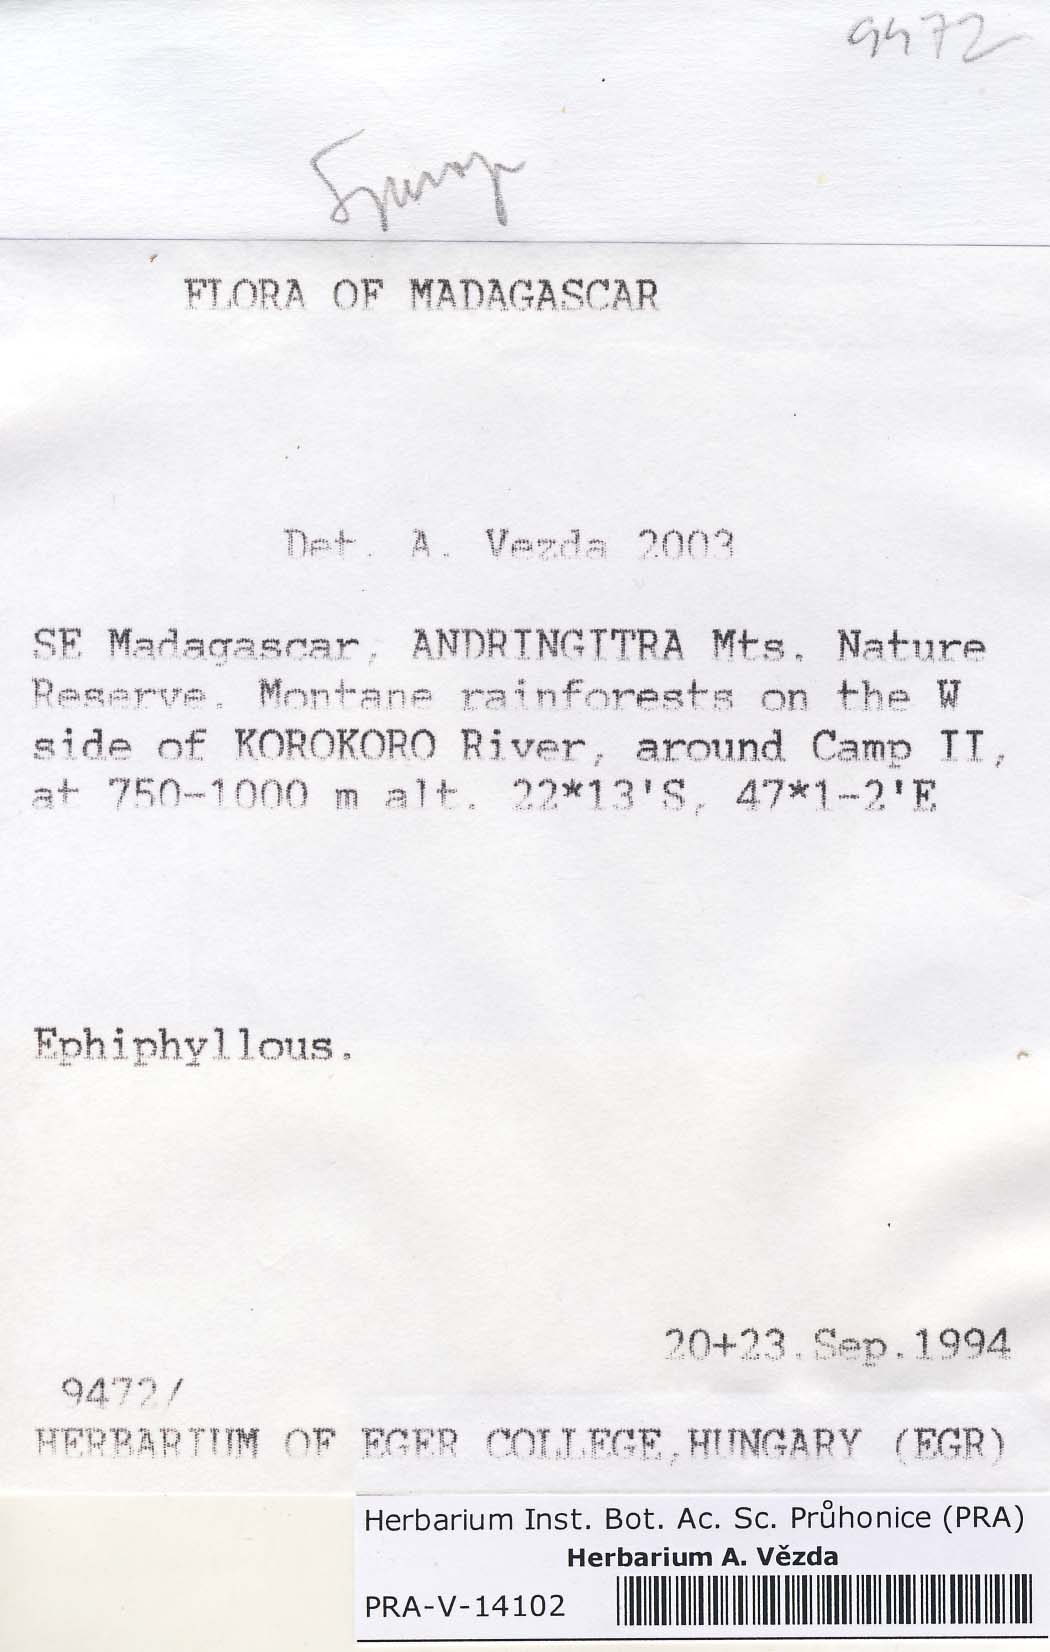 9472
FLORA OF MADAGASCAR
Det. A. Vezda 2003
SE Madagascar, ANDRINGITRA Mts. Nature
Reserve. Montane rainforests on the W
side of KOROKORO River, around Camp II,
at 750-1000 m alt. 22*13'S, 47*1-2'E
Ephiphyllous.
20+23.Sep.1994
9472/
HERBARIUM OF EGER COLLEGE,HUNGARY (EGR)
Herbarium Inst. Bot. Ac. Sc. Průhonice (PRA)
Herbarium A. Vězda
PRA-V-14102